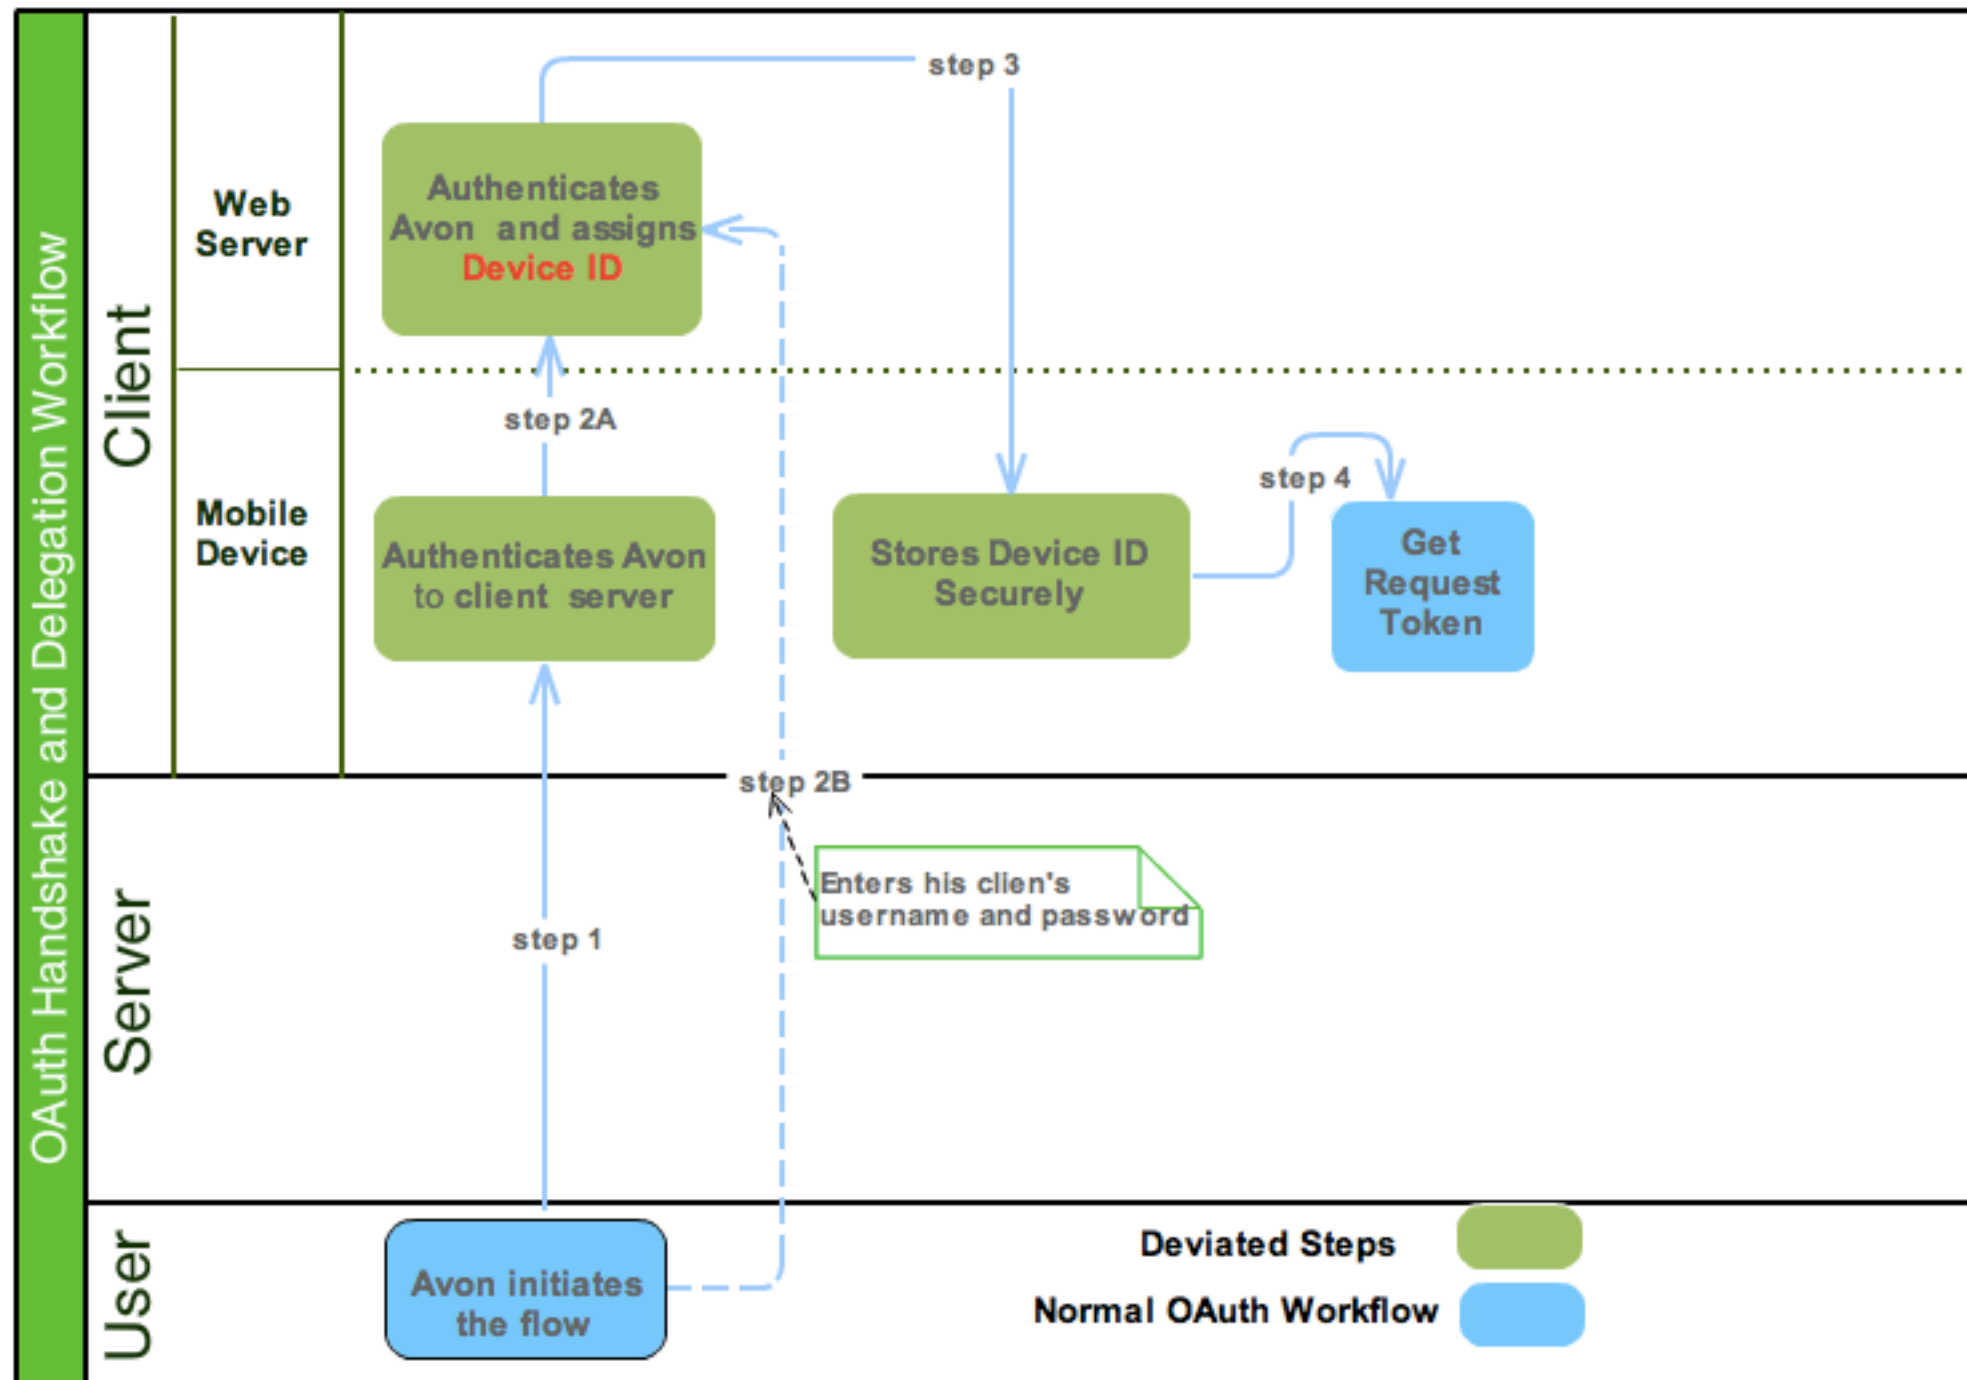 OAuth Handshake and Delegation Workflow
Client
Web
Server
Mobile
Device
step 3
Authenticates
Avon and assigns
Device ID
step 2A
Authenticates Avon
to client server
Stores Device ID
Securely
step 4
Get
Request
Token
Server
step 2B
Enters his clien's
username and password
step 1
User
Avon initiates
the flow
Deviated Steps
Normal OAuth Workflow